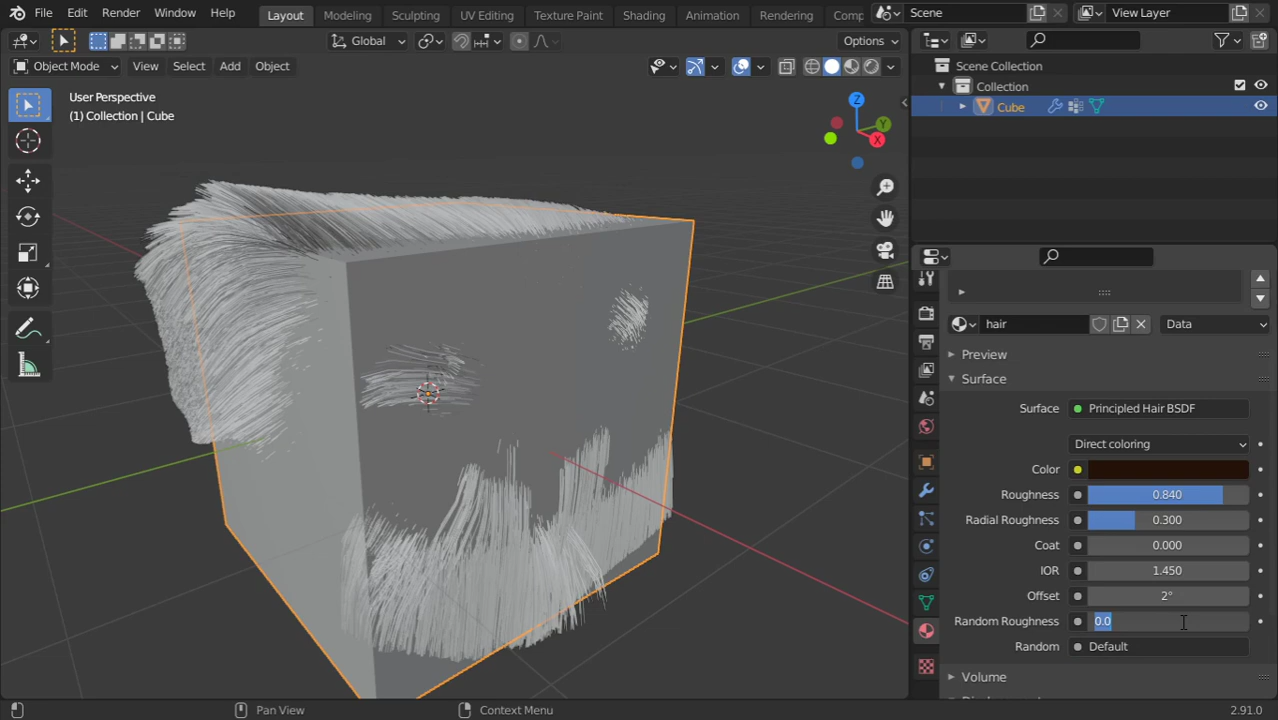 File Edit Render Window Help Layout Modeling Sculpting UV Editing Texture Paint Shading Animation Rendering Comp Scene View Layer
Global Options
Object Mode View Select Add Object
User Perspective
(1) Collection | Cube
Z
Y
X
Scene Collection
Collection
Cube
hair Data
Preview
Surface
Surface Principled Hair BSDF
Direct coloring
Color
Roughness 0.840
Radial Roughness 0.300
Coat 0.000
IOR 1.450
Offset 2°
Random Roughness 0.0
Random Default
Volume
Pan View Context Menu 2.91.0